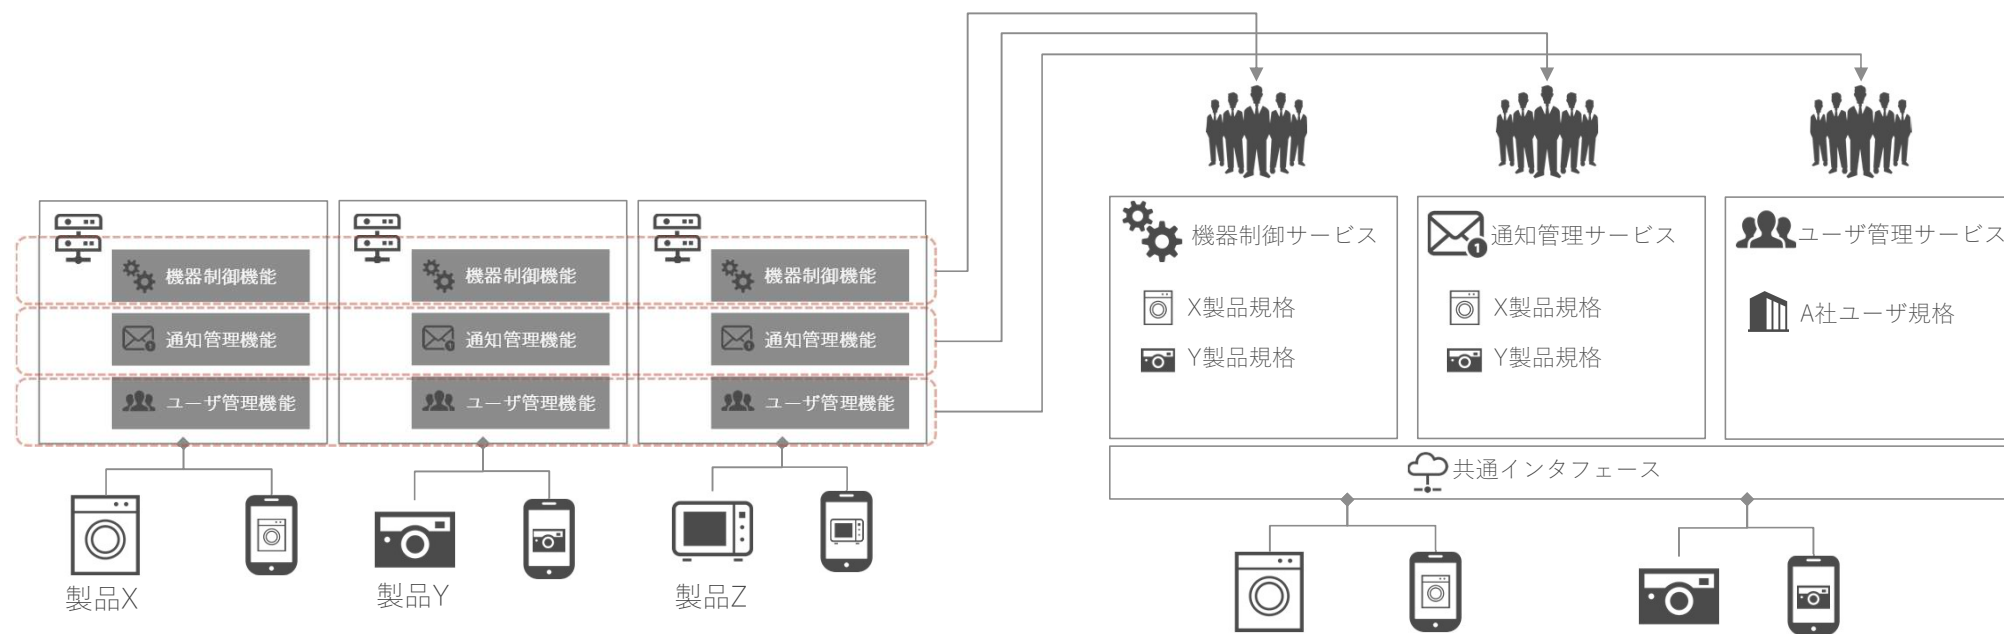 機器制御機能
通知管理機能
ユーザ管理機能
製品X
機器制御機能
通知管理機能
ユーザ管理機能
製品Y
機器制御機能
通知管理機能
ユーザ管理機能
製品Z
機器制御サービス
X製品規格
Y製品規格
通知管理サービス
1
X製品規格
Y製品規格
ユーザ管理サービス
A社ユーザ規格
共通インタフェース